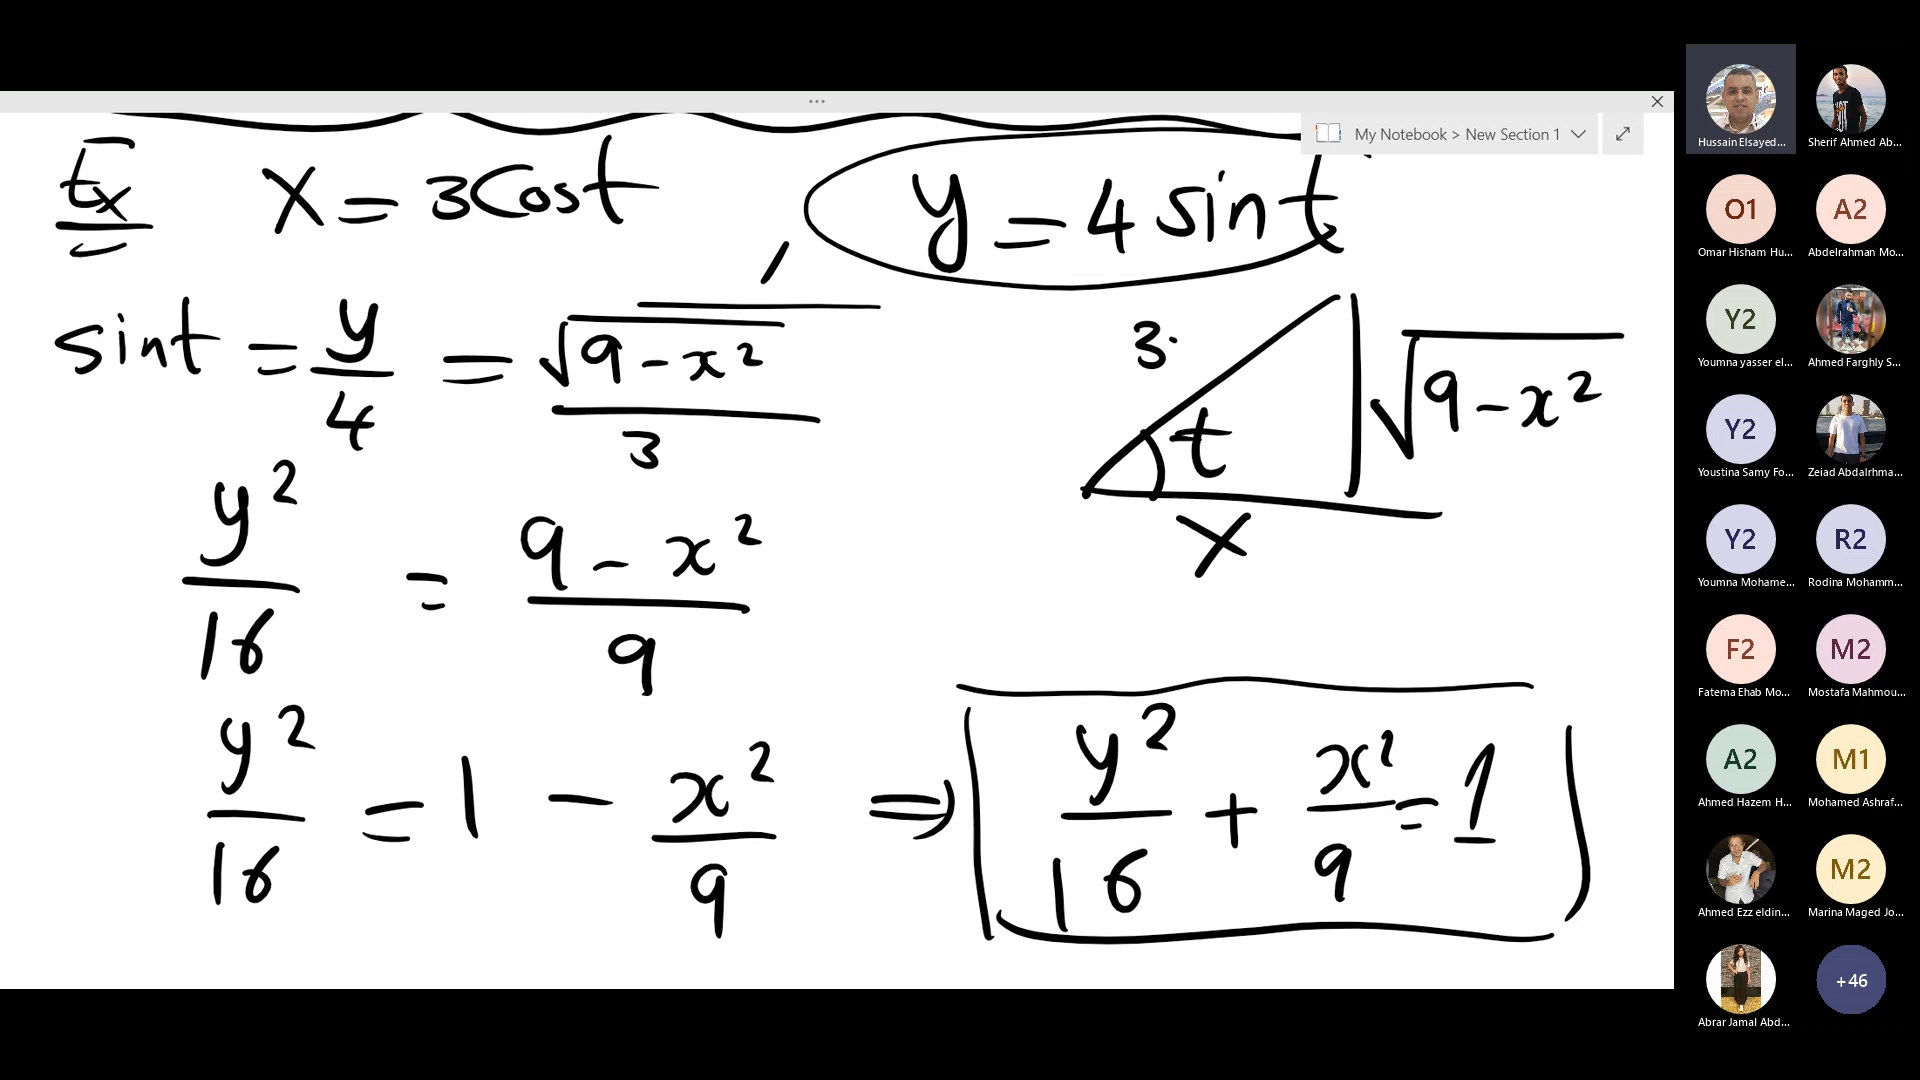 ...
My Notebook > New Section 1
Ex x = 3Cost , y = 4 sin t
sint = y/4 = √(9 - x²)/3
3
√(9 - x²)
t
x
y²/16 = (9 - x²)/9
y²/16 = 1 - x²/9 ⇒ y²/16 + x²/9 = 1
Hussain Elsayed...
Sherif Ahmed Ab...
O1
Omar Hisham Hu...
A2
Abdelrahman Mo...
Y2
Youmna yasser el...
Ahmed Farghly S...
Y2
Youstina Samy Fo...
Zeiad Abdalrhma...
Y2
Youmna Mohame...
R2
Rodina Mohamm...
F2
Fatema Ehab Mo...
M2
Mostafa Mahmou...
A2
Ahmed Hazem H...
M1
Mohamed Ashraf...
Ahmed Ezz eldin...
M2
Marina Maged Jo...
Abrar Jamal Abd...
+46